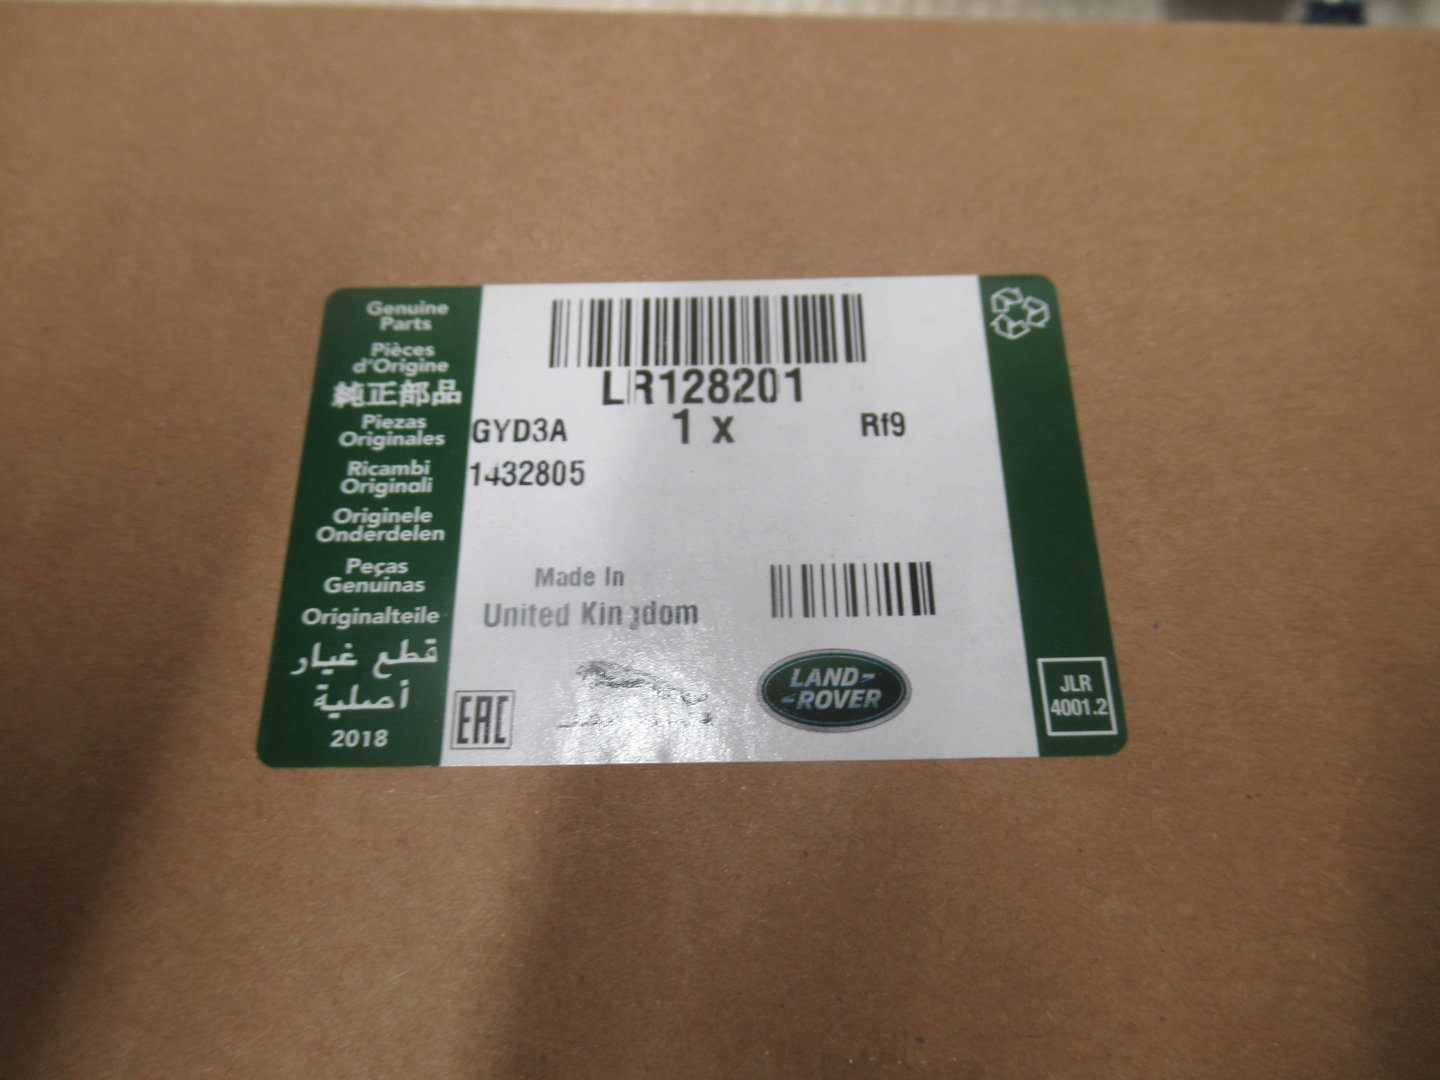 Genuine
Parts
Pièces
d'Origine
純正部品
Piezas
Originales
Ricambi
Originali
Originele
Onderdelen
Peças
Genuinas
Originalteile
قطع غيار
أصلية
2018
LR128201
GYD3A
1 x
Rf9
1432805
Made In
United Kingdom
EAC
LAND-
-ROVER
JLR
4001.2